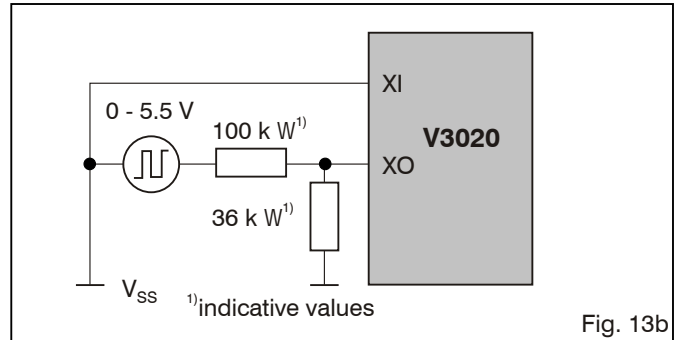 XI
0 - 5.5 V
100 k W¹⁾
V3020
XO
36 k W¹⁾
VSS
¹⁾indicative values
Fig. 13b